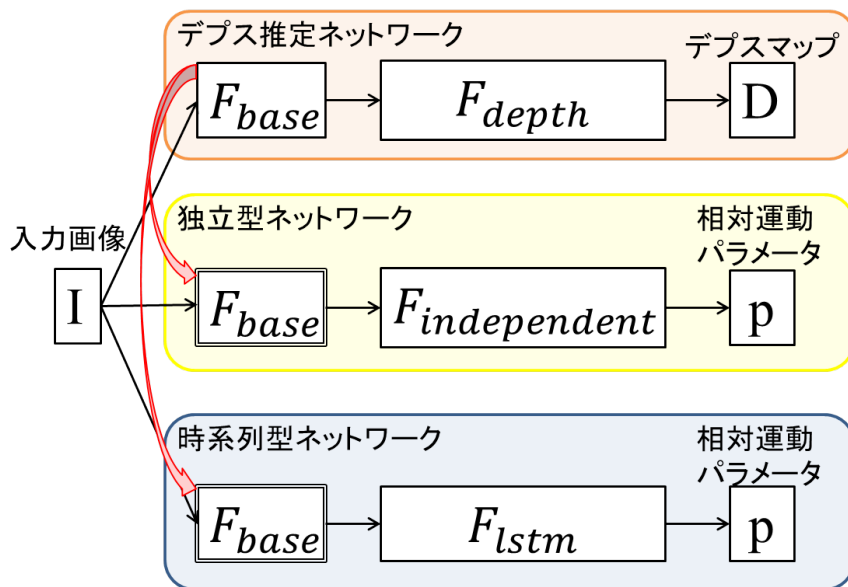 デプス推定ネットワーク
デプスマップ
F_base
F_depth
D
入力画像
I
独立型ネットワーク
相対運動
パラメータ
F_base
F_independent
p
時系列型ネットワーク
相対運動
パラメータ
F_base
F_lstm
p